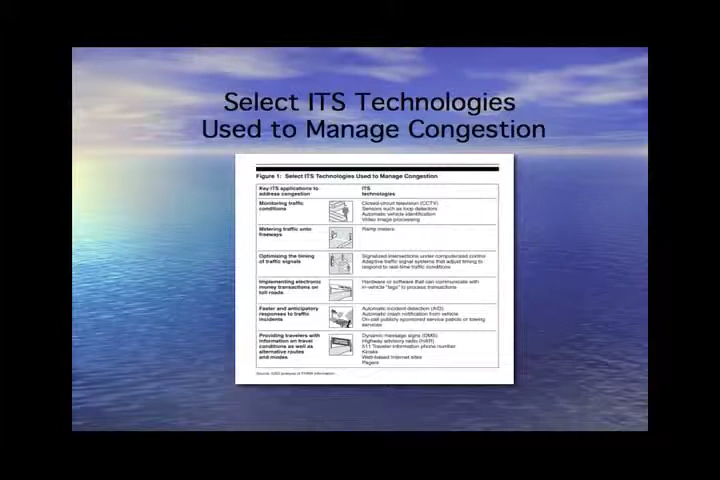 Select ITS Technologies
Used to Manage Congestion
Figure 1: Select ITS Technologies Used to Manage Congestion
Key ITS applications to
address congestion
ITS
technologies
Monitoring traffic
conditions
Closed-circuit television (CCTV)
Sensors such as loop detectors
Automatic vehicle identification
Video image processing
Metering traffic onto
freeways
Ramp meters
Optimizing the timing
of traffic signals
Signalized intersections under computerized control
Adaptive traffic signal systems that adjust timing to
respond to real-time traffic conditions
Implementing electronic
money transactions on
toll roads
Hardware or software that can communicate with
in-vehicle "tags" to process transactions
Faster and anticipatory
responses to traffic
incidents
Automatic incident detection (AID)
Automatic crash notification from vehicle
On-call publicly sponsored service patrols or towing
services
Providing travelers with
information on travel
conditions as well as
alternative routes
and modes
Dynamic message signs (DMS)
Highway advisory radio (HAR)
511 Traveler information phone number
Kiosks
Web-based Internet sites
Pagers
Source: GAO analysis of FHWA information.